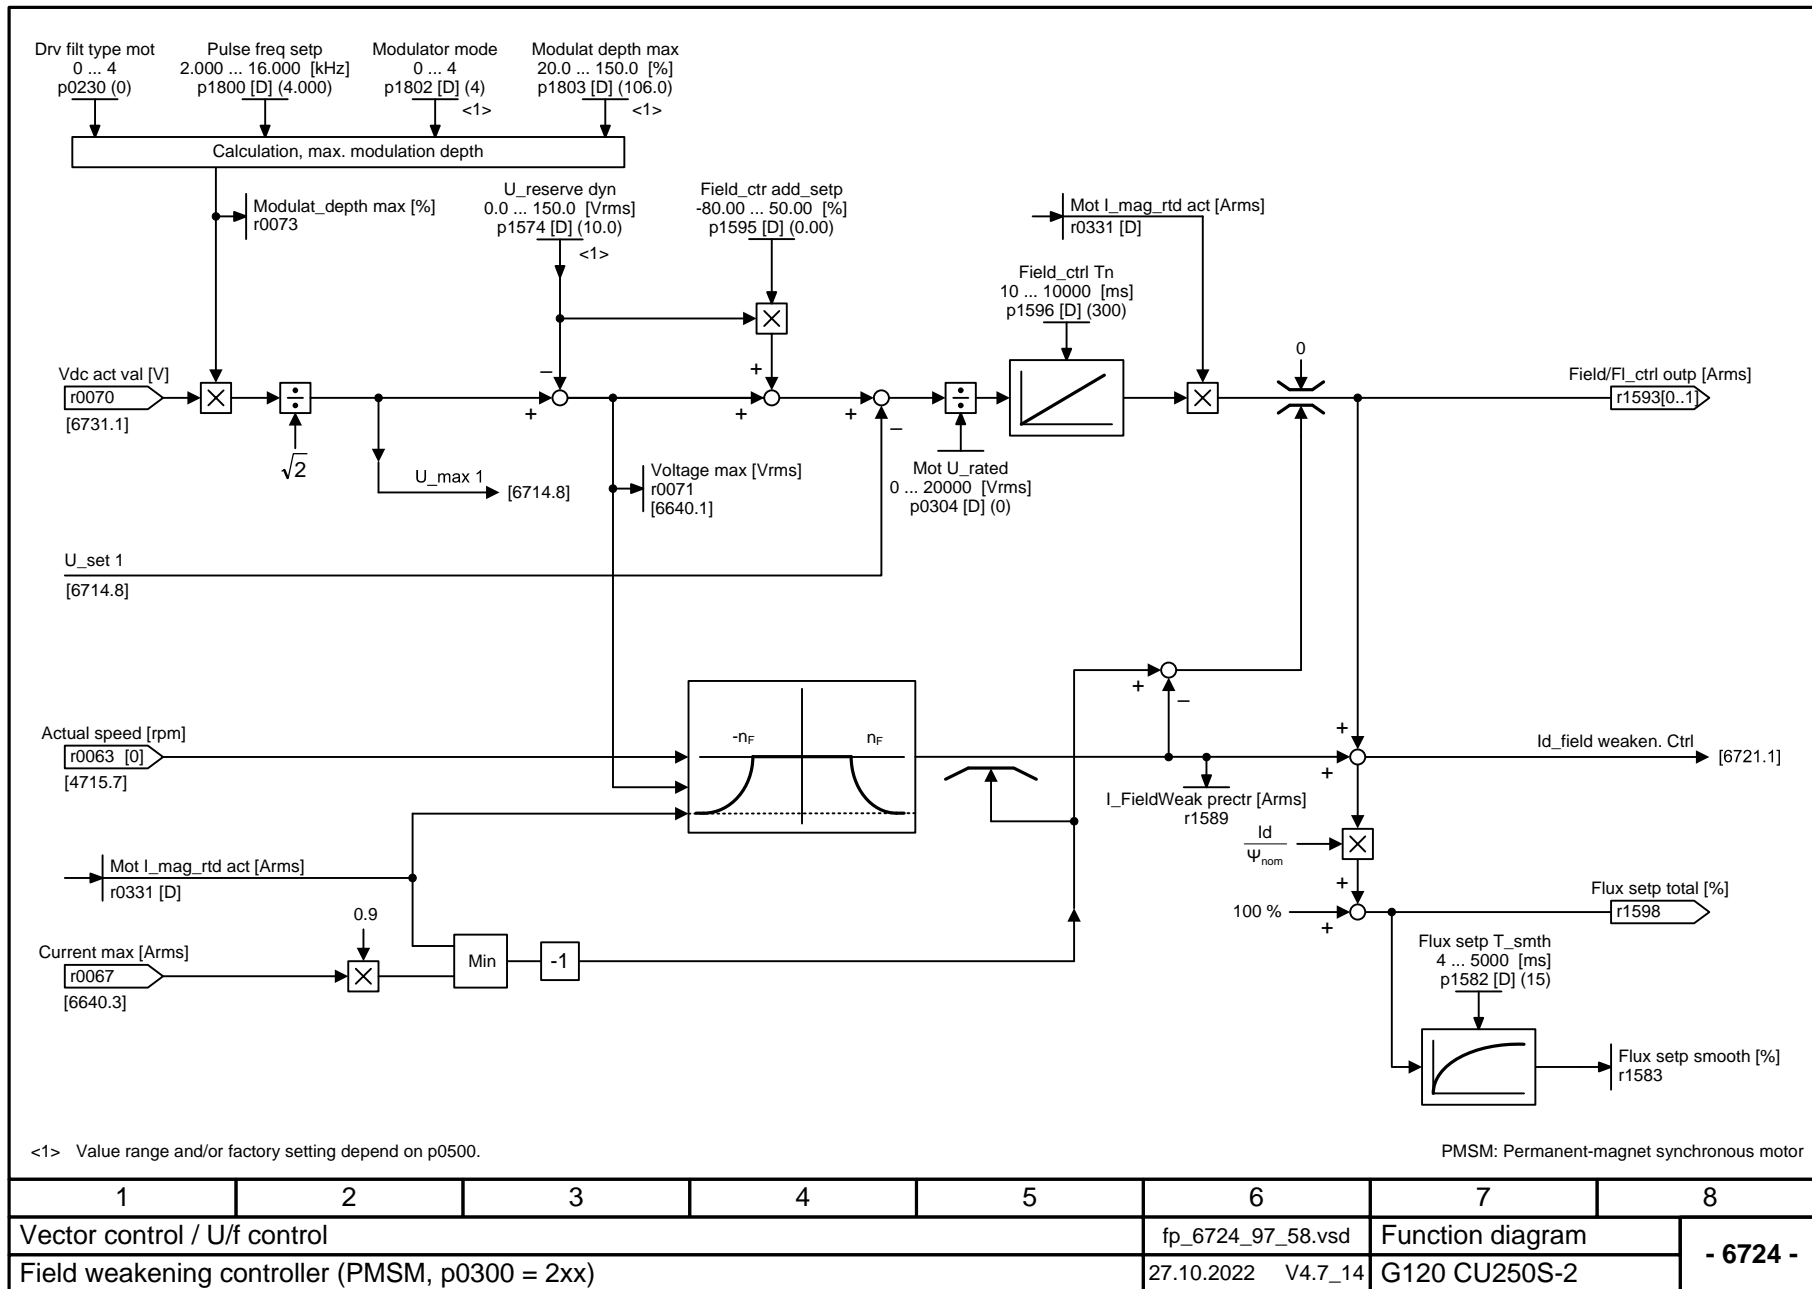 Drv filt type mot
0 ... 4
p0230 (0)
Pulse freq setp
2.000 ... 16.000 [kHz]
p1800 [D] (4.000)
Modulator mode
0 ... 4
p1802 [D] (4)
<1>
Modulat depth max
20.0 ... 150.0 [%]
p1803 [D] (106.0)
<1>
Calculation, max. modulation depth
Modulat_depth max [%]
r0073
U_reserve dyn
0.0 ... 150.0 [Vrms]
p1574 [D] (10.0)
<1>
Field_ctr add_setp
-80.00 ... 50.00 [%]
p1595 [D] (0.00)
Mot I_mag_rtd act [Arms]
r0331 [D]
Field_ctrl Tn
10 ... 10000 [ms]
p1596 [D] (300)
0
Vdc act val [V]
r0070
[6731.1]
×
÷
√2
– +
×
+ +
+ –
÷
×
Field/Fl_ctrl outp [Arms]
r1593[0..1]
U_max 1
[6714.8]
Voltage max [Vrms]
r0071
[6640.1]
Mot U_rated
0 ... 20000 [Vrms]
p0304 [D] (0)
U_set 1
[6714.8]
+ –
Actual speed [rpm]
r0063 [0]
[4715.7]
-nF
nF
+ +
Id_field weaken. Ctrl
[6721.1]
I_FieldWeak prectr [Arms]
r1589
Id
Ψnom
×
Mot I_mag_rtd act [Arms]
r0331 [D]
0.9
Current max [Arms]
r0067
[6640.3]
×
Min
-1
100 %
+ +
Flux setp total [%]
r1598
Flux setp T_smth
4 ... 5000 [ms]
p1582 [D] (15)
Flux setp smooth [%]
r1583
<1> Value range and/or factory setting depend on p0500.
PMSM: Permanent-magnet synchronous motor
1 2 3 4 5 6 7 8
Vector control / U/f control
fp_6724_97_58.vsd
Function diagram
- 6724 -
Field weakening controller (PMSM, p0300 = 2xx)
27.10.2022 V4.7_14
G120 CU250S-2